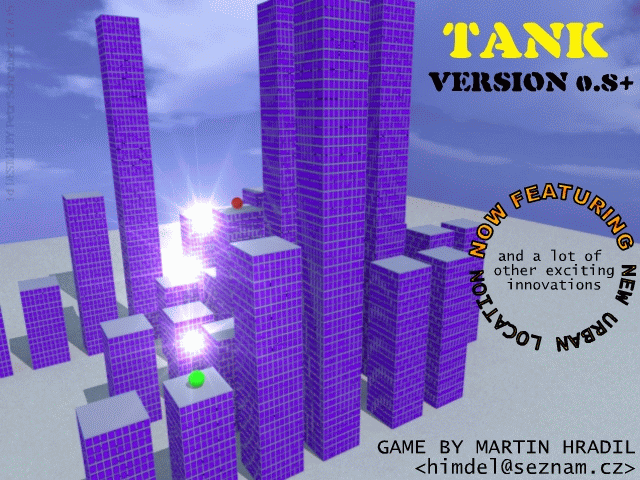 TANK
VERSION 0.S+
NOW FEATURING NEW URBAN LOCATION
and a lot of
other exciting
innovations
GAME BY MARTIN HRADIL
<himdel@seznam.cz>